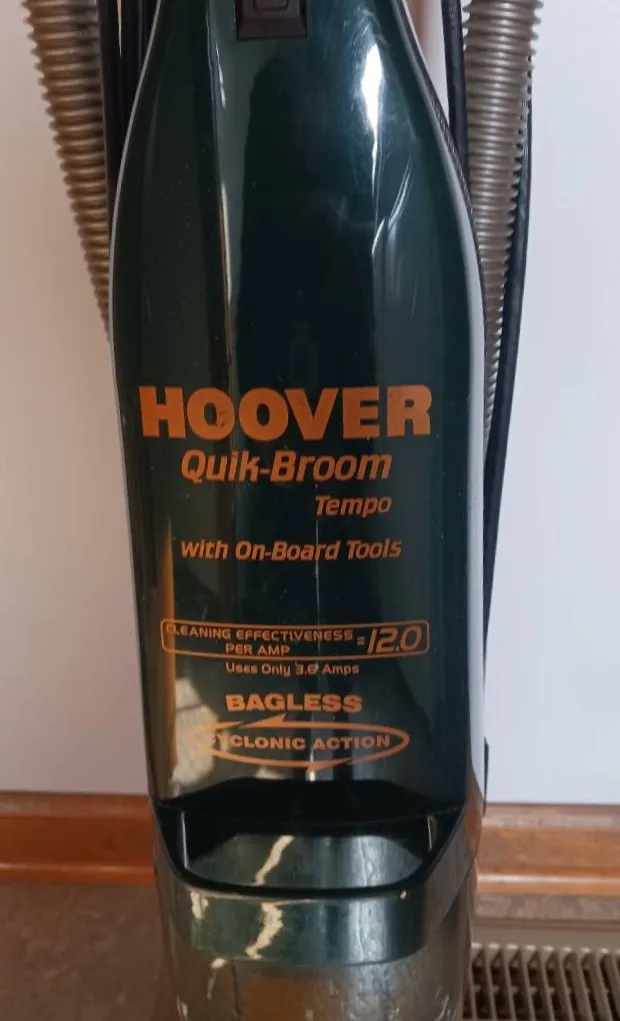 HOOVER
Quik-Broom
Tempo
with On-Board Tools
CLEANING EFFECTIVENESS
PER AMP
=12.0
Uses Only 3.6 Amps
BAGLESS
CYCLONIC ACTION